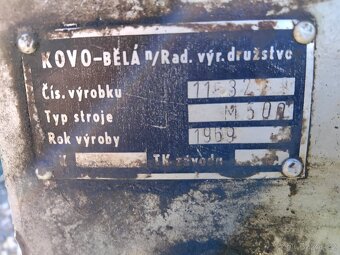 KOVO-BĚLÁ n/Rad. výr. družstvo
Čís. výrobku
Typ stroje M 500
Rok výroby 1969
TK závodu